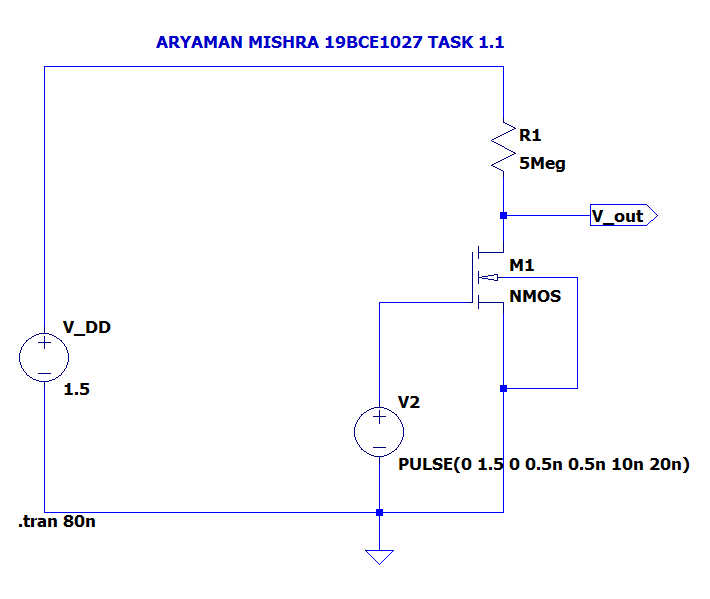 ARYAMAN MISHRA 19BCE1027 TASK 1.1
R1
5Meg
V_out
M1
NMOS
V_DD
1.5
V2
PULSE(0 1.5 0 0.5n 0.5n 10n 20n)
.tran 80n